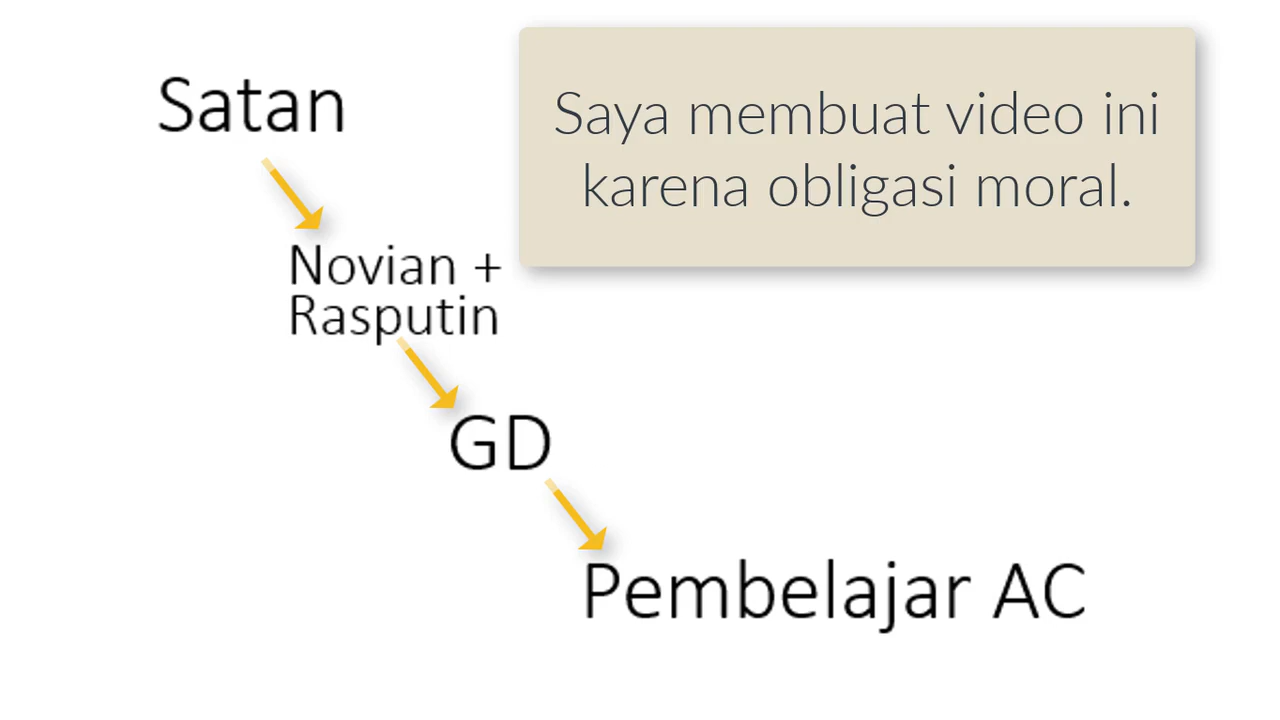 Satan
Saya membuat video ini
karena obligasi moral.
Novian +
Rasputin
GD
Pembelajar AC